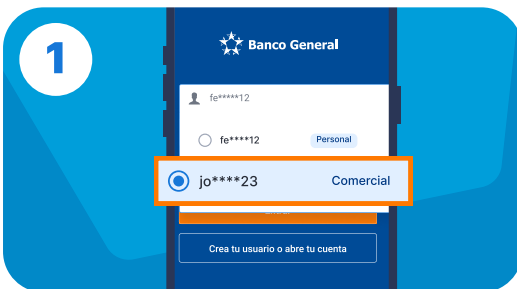 1
Banco General
fe*****12
fe****12 Personal
jo****23 Comercial
Crea tu usuario o abre tu cuenta